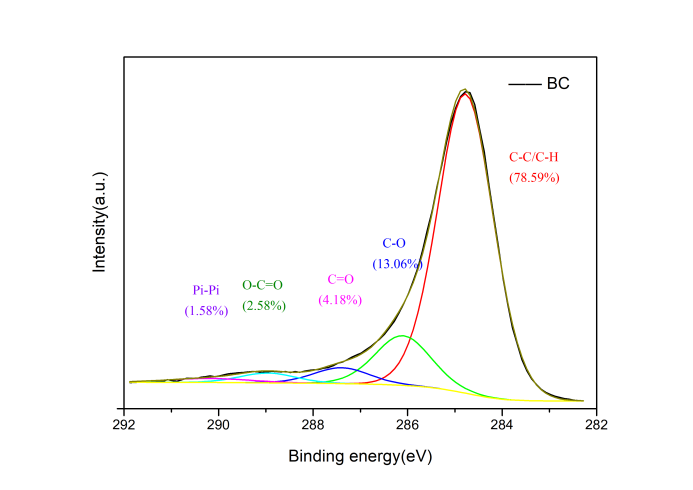 BC
C-C/C-H
(78.59%)
C-O
(13.06%)
C=O
(4.18%)
O-C=O
(2.58%)
Pi-Pi
(1.58%)
Intensity(a.u.)
292
290
288
286
284
282
Binding energy(eV)